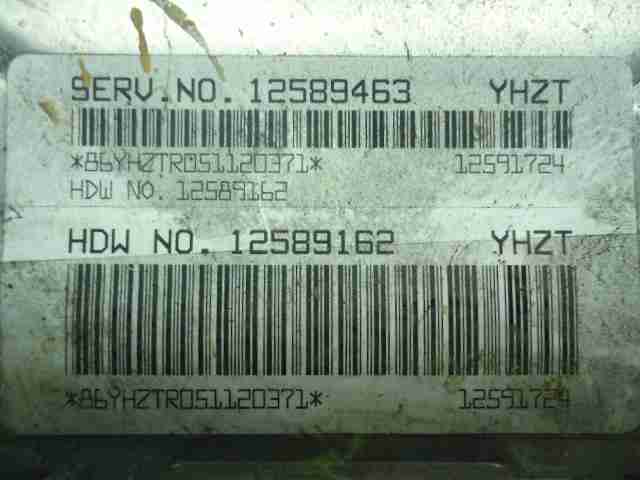 SERV.NO. 12589463 YHZT
*86YHZTR051120371* 12591724
HDW NO. 12589162
HDW NO. 12589162 YHZT
*86YHZTR051120371* 12591724